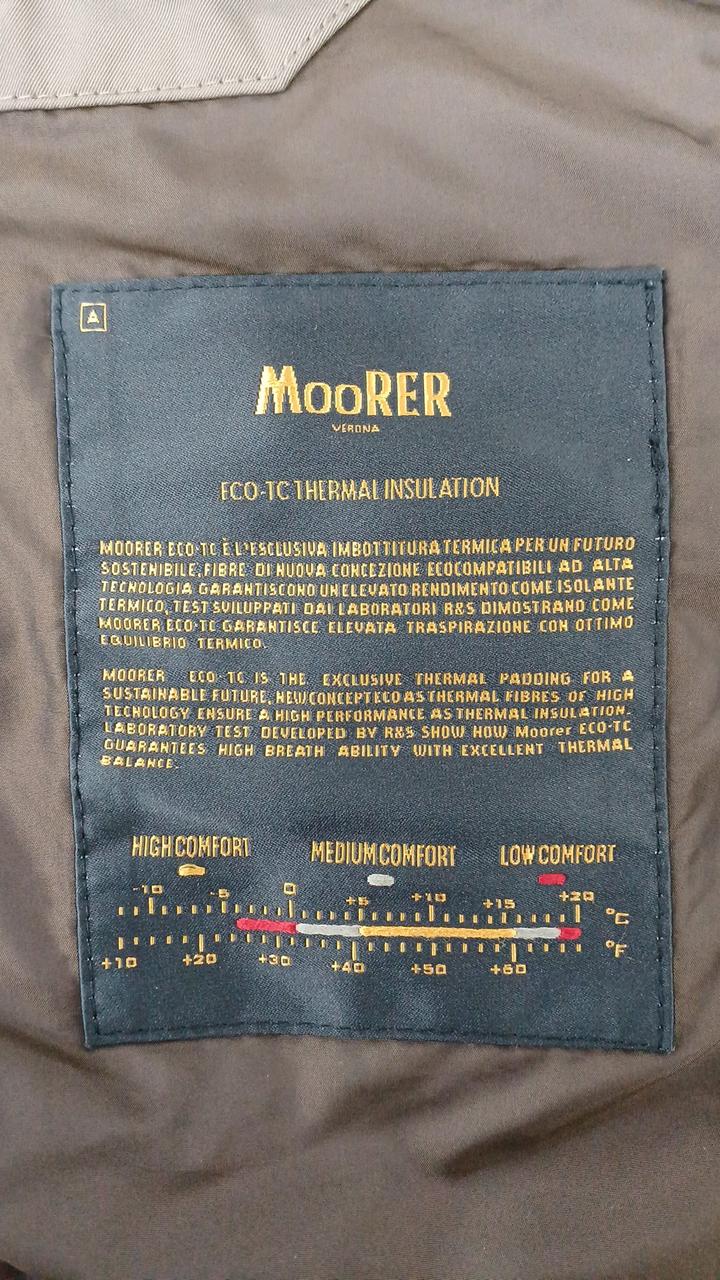 A
MooRER
VERONA
ECO-TC THERMAL INSULATION
MOORER ECO-TC È L'ESCLUSIVA IMBOTTITURA TERMICA PER UN FUTURO
SOSTENIBILE, FIBRE DI NUOVA CONCEZIONE ECOCOMPATIBILI AD ALTA
TECNOLOGIA GARANTISCONO UN ELEVATO RENDIMENTO COME ISOLANTE
TERMICO, TEST SVILUPPATI DAI LABORATORI R&S DIMOSTRANO COME
MOORER ECO-TC GARANTISCE ELEVATA TRASPIRAZIONE CON OTTIMO
EQUILIBRIO TERMICO.
MOORER ECO-TC IS THE EXCLUSIVE THERMAL PADDING FOR A
SUSTAINABLE FUTURE, NEW CONCEPT ECO AS THERMAL FIBRES OF HIGH
TECNOLOGY ENSURE A HIGH PERFORMANCE AS THERMAL INSULATION.
LABORATORY TEST DEVELOPED BY R&S SHOW HOW Moorer ECO-TC
GUARANTEES HIGH BREATH ABILITY WITH EXCELLENT THERMAL
BALANCE.
HIGH COMFORT MEDIUM COMFORT LOW COMFORT
-10 -5 0 +5 +10 +15 +20 °C
+10 +20 +30 +40 +50 +60 °F